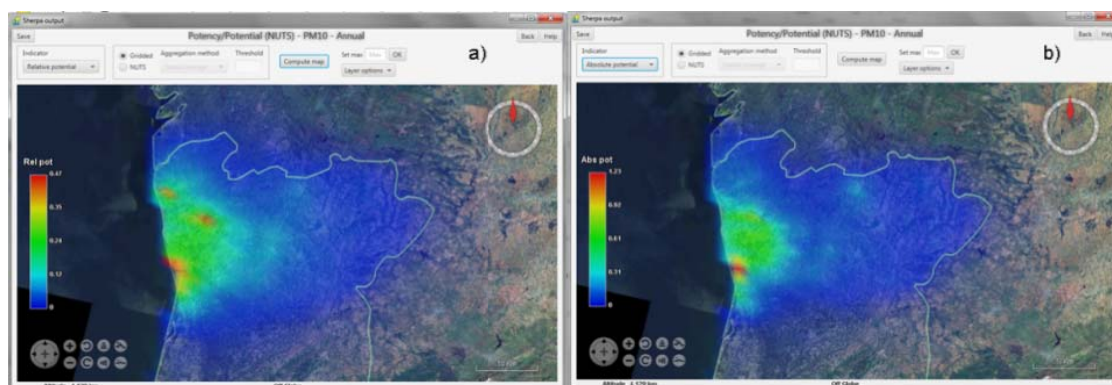 Sherpa output
Save
Potency/Potential (NUTS) - PM10 - Annual
Back Help
Indicator
Relative potential
Gridded
NUTS
Aggregation method
Threshold
Compute map
Set max
OK
Layer options
a)
Rel pot
0.47
0.35
0.24
0.12
0
Off Globe
Sherpa output
Save
Potency/Potential (NUTS) - PM10 - Annual
Back Help
Indicator
Absolute potential
Gridded
NUTS
Aggregation method
Threshold
Compute map
Set max
OK
Layer options
b)
Abs pot
1.23
0.92
0.61
0.31
0
Off Globe